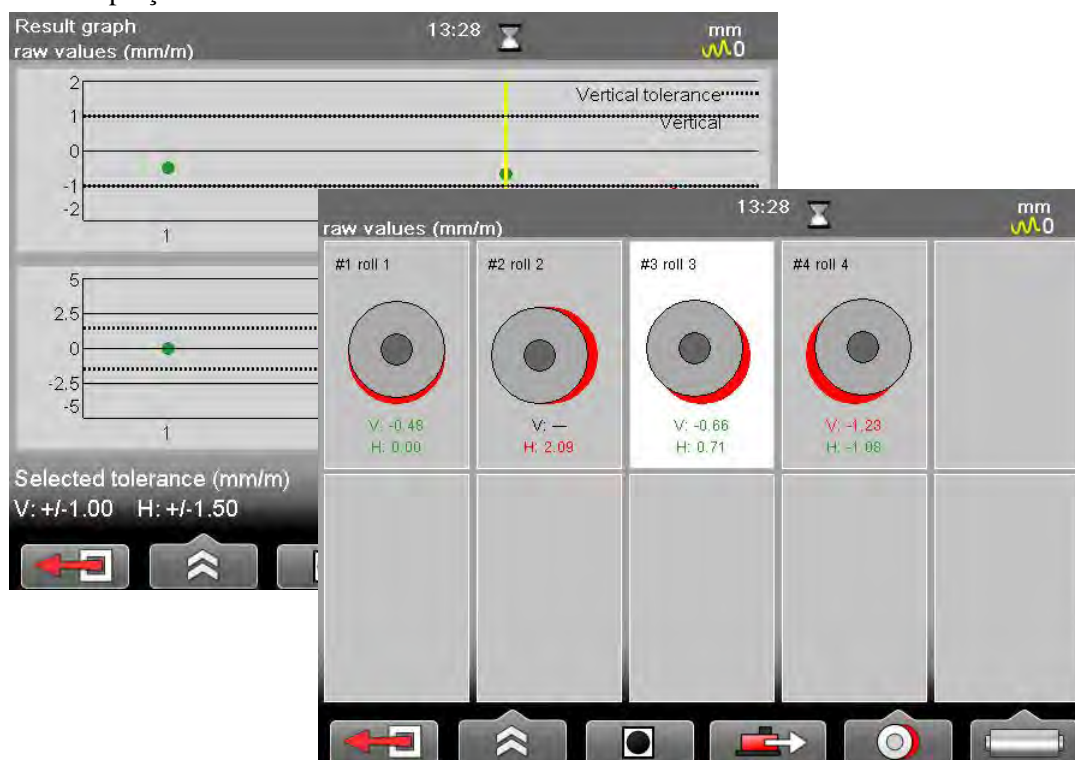 Result graph
13:28
mm
raw values (mm/m)
0
2
Vertical tolerance
1
Vertical
0
-1
-2
1
5
2.5
0
-2.5
-5
1
Selected tolerance (mm/m)
V: +/-1.00 H: +/-1.50
13:28
mm
raw values (mm/m)
0
#1 roll 1
#2 roll 2
#3 roll 3
#4 roll 4
V: -0.48
V: —
V: -0.66
V: -1.23
H: 0.00
H: 2.09
H: 0.71
H: -1.08